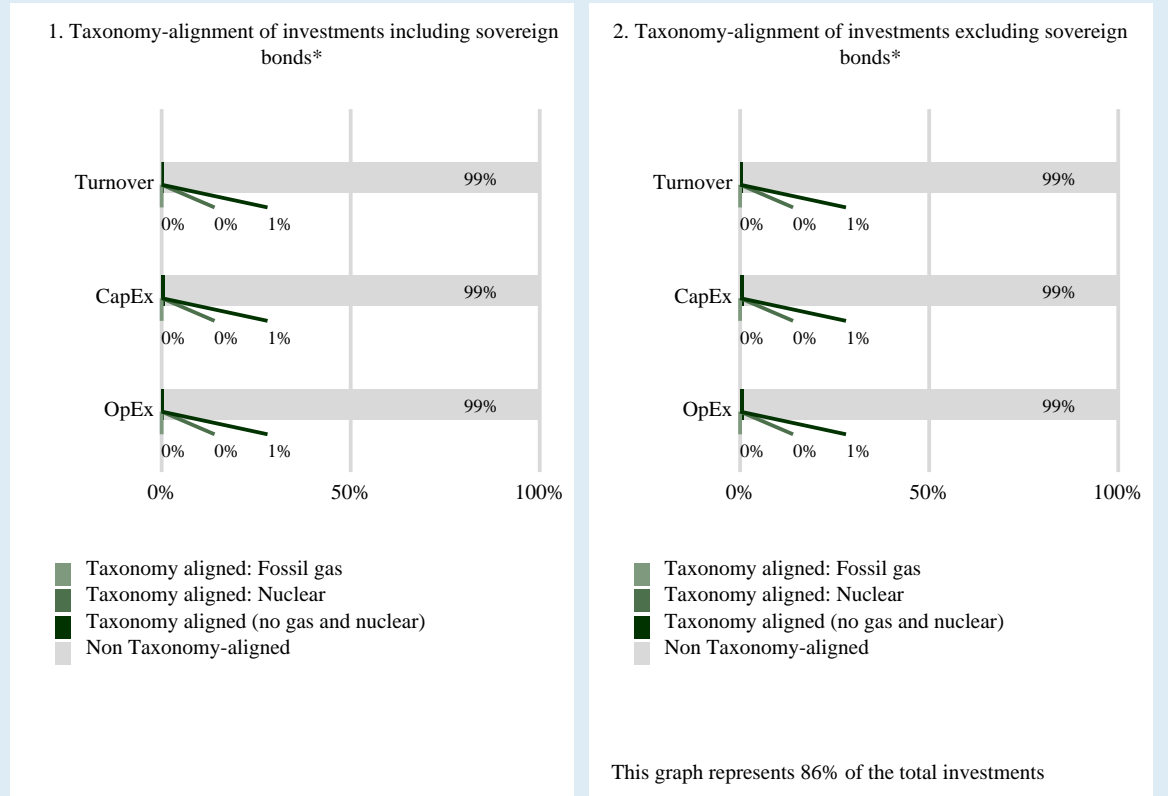 1. Taxonomy-alignment of investments including sovereign
bonds*
Turnover
99%
0% 0% 1%
CapEx
99%
0% 0% 1%
OpEx
99%
0% 0% 1%
0% 50% 100%
Taxonomy aligned: Fossil gas
Taxonomy aligned: Nuclear
Taxonomy aligned (no gas and nuclear)
Non Taxonomy-aligned
2. Taxonomy-alignment of investments excluding sovereign
bonds*
Turnover
99%
0% 0% 1%
CapEx
99%
0% 0% 1%
OpEx
99%
0% 0% 1%
0% 50% 100%
Taxonomy aligned: Fossil gas
Taxonomy aligned: Nuclear
Taxonomy aligned (no gas and nuclear)
Non Taxonomy-aligned
This graph represents 86% of the total investments